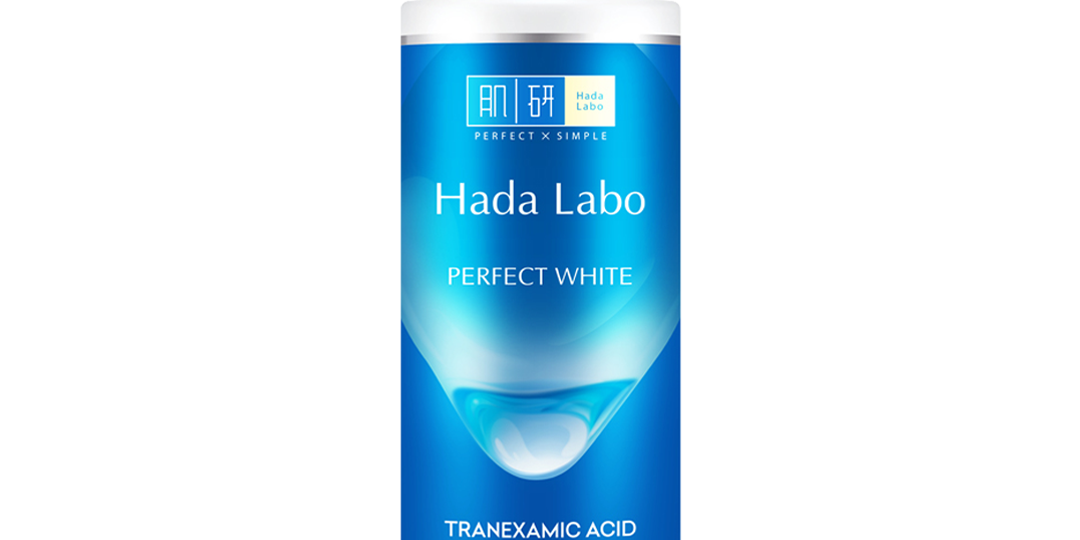 肌研 Hada
Labo
PERFECT × SIMPLE
Hada Labo
PERFECT WHITE
TRANEXAMIC ACID